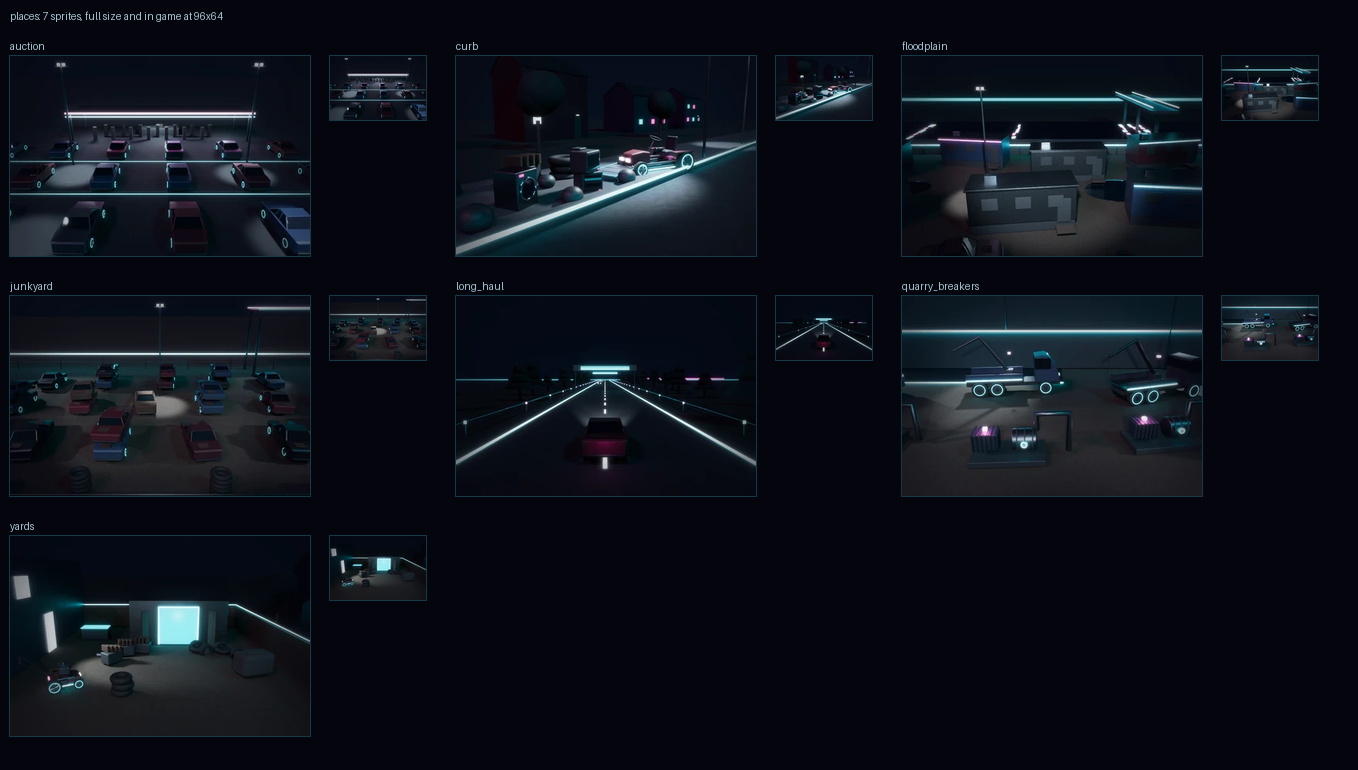 places: 7 sprites, full size and in game at 96x64
auction
curb
floodplain
junkyard
long_haul
quarry_breakers
yards